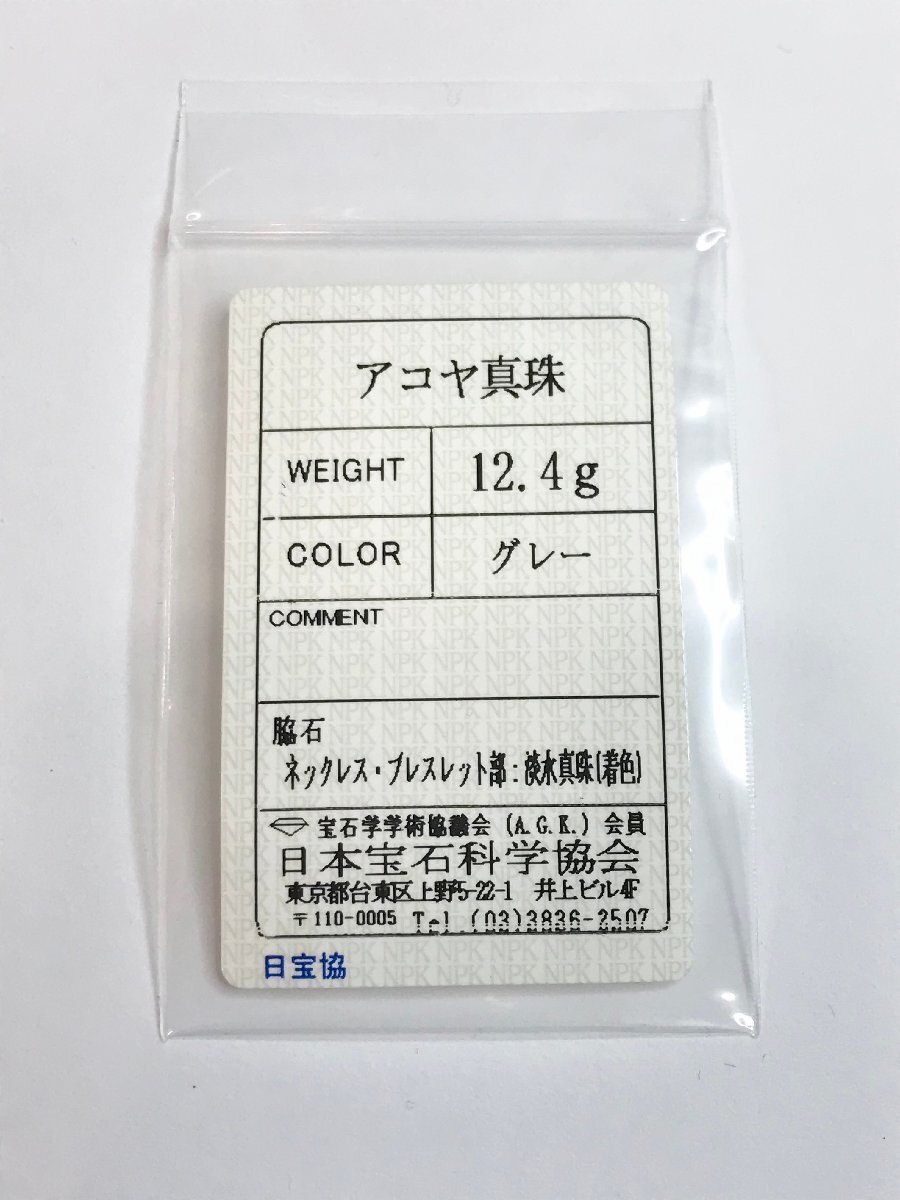 アコヤ真珠
WEIGHT 12.4g
COLOR グレー
COMMENT
脇石
ネックレス・ブレスレット部:淡水真珠(着色)
宝石学学術協議会 (A.G.K.) 会員
日本宝石科学協会
東京都台東区上野5-22-1 井上ビル4F
〒110-0005 Tel.(03)3836-2507
日宝協